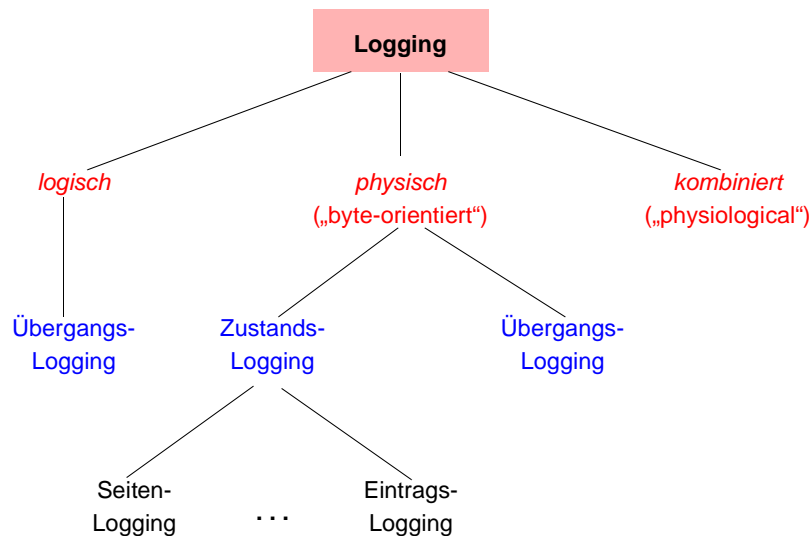 Logging
logisch
physisch
(„byte-orientiert“)
kombiniert
(„physiological“)
Übergangs-
Logging
Zustands-
Logging
Übergangs-
Logging
Seiten-
Logging
. . .
Eintrags-
Logging